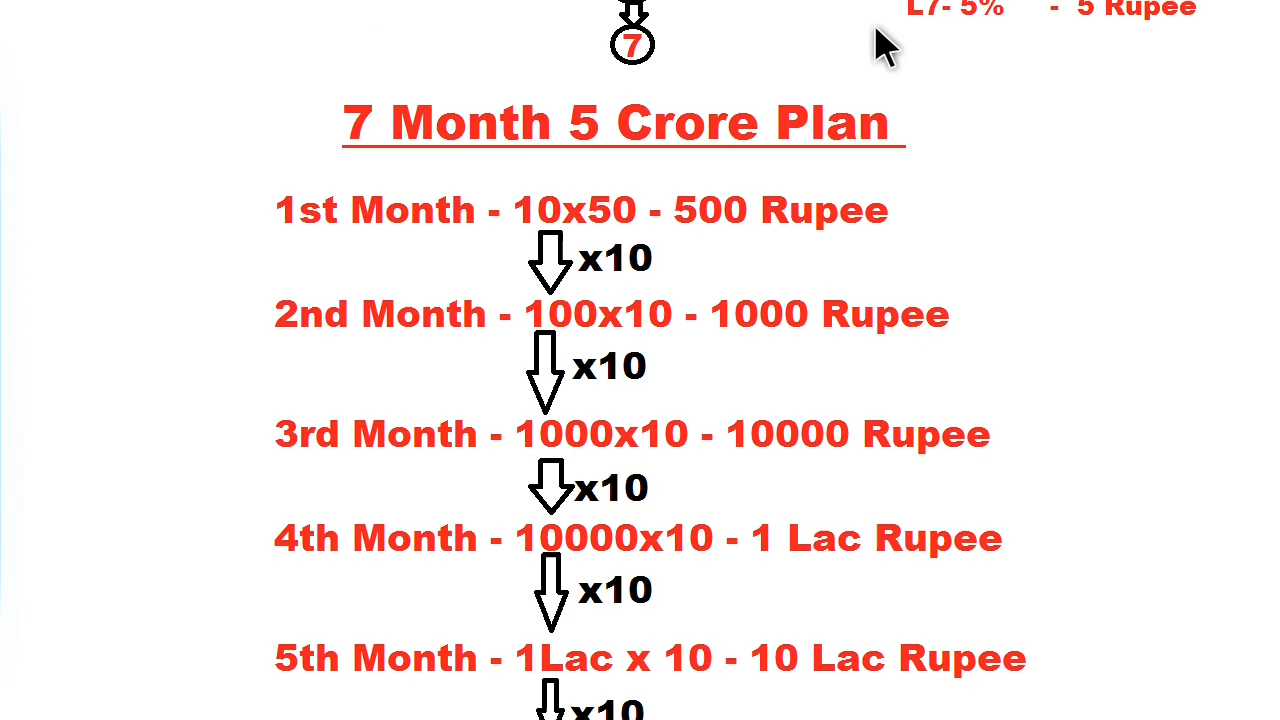 L7- 5% - 5 Rupee
7
7 Month 5 Crore Plan
1st Month - 10x50 - 500 Rupee
x10
2nd Month - 100x10 - 1000 Rupee
x10
3rd Month - 1000x10 - 10000 Rupee
x10
4th Month - 10000x10 - 1 Lac Rupee
x10
5th Month - 1Lac x 10 - 10 Lac Rupee
x10